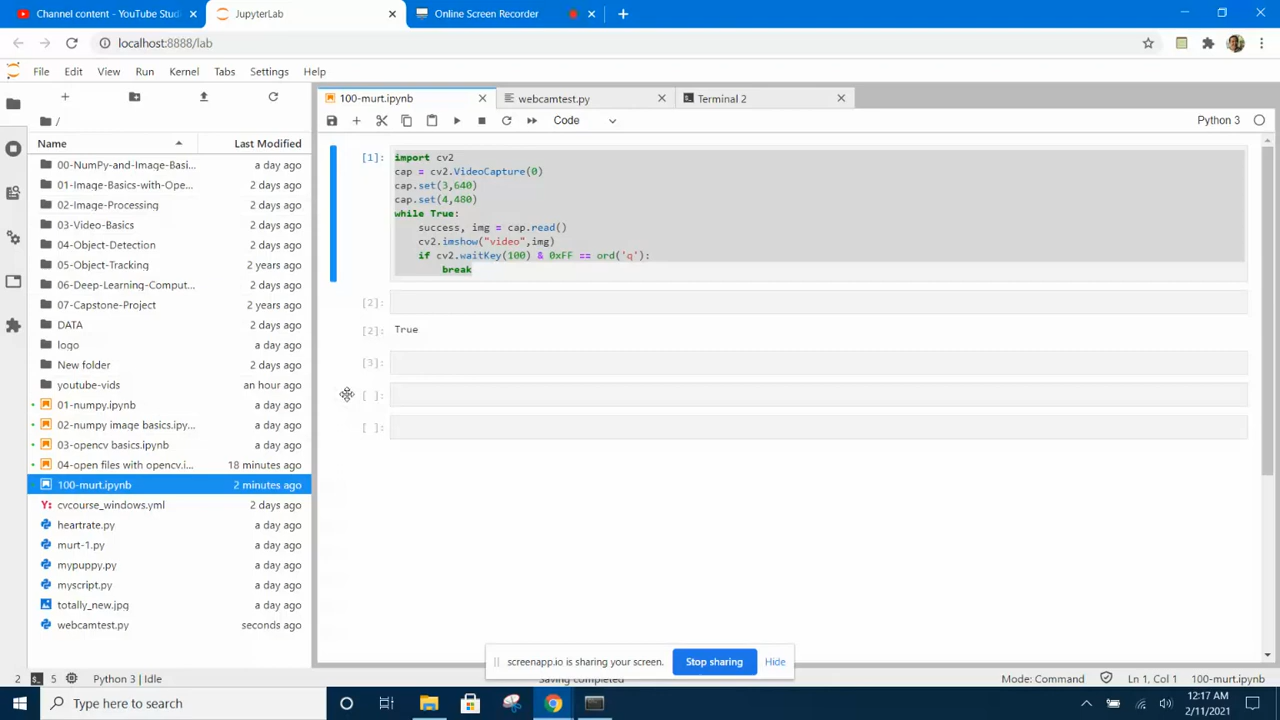 Channel content - YouTube Studi
JupyterLab
Online Screen Recorder
localhost:8888/lab
File Edit View Run Kernel Tabs Settings Help
100-murt.ipynb
webcamtest.py
Terminal 2
Code
Python 3
/
Name Last Modified
00-NumPy-and-Image-Basi... a day ago
01-Image-Basics-with-Ope... 2 days ago
02-Image-Processing 2 days ago
03-Video-Basics 2 days ago
04-Object-Detection 2 days ago
05-Object-Tracking 2 years ago
06-Deep-Learning-Comput... 2 days ago
07-Capstone-Project 2 years ago
DATA 2 days ago
logo a day ago
New folder 2 days ago
youtube-vids an hour ago
01-numpy.ipynb a day ago
02-numpy image basics.ipy... a day ago
03-opencv basics.ipynb a day ago
04-open files with opencv.i... 18 minutes ago
100-murt.ipynb 2 minutes ago
Y: cvcourse_windows.yml 2 days ago
heartrate.py a day ago
murt-1.py a day ago
mypuppy.py a day ago
myscript.py a day ago
totally_new.jpg a day ago
webcamtest.py seconds ago
[1]: import cv2
cap = cv2.VideoCapture(0)
cap.set(3,640)
cap.set(4,480)
while True:
    success, img = cap.read()
    cv2.imshow("video",img)
    if cv2.waitKey(100) & 0xFF == ord('q'):
        break
[2]:
[2]: True
[3]:
[ ]:
[ ]:
screenapp.io is sharing your screen. Stop sharing Hide
2 5 Python 3 | Idle Saving completed Mode: Command Ln 1, Col 1 100-murt.ipynb
Type here to search
12:17 AM
2/11/2021